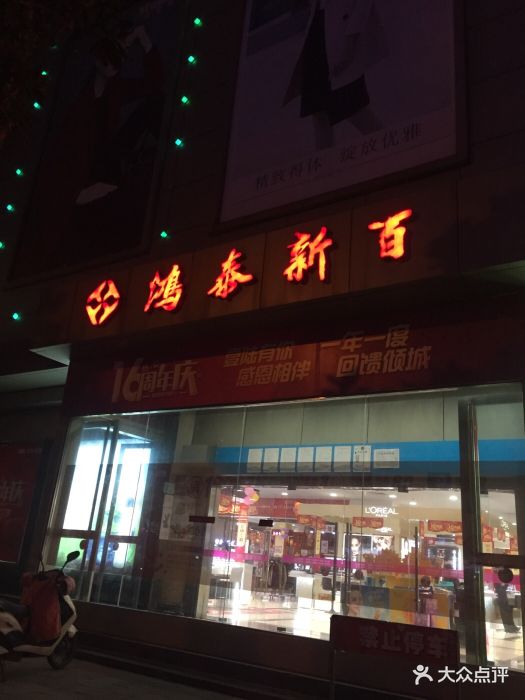 精致得体 绽放优雅
鸿泰新百
16周年庆
感恩相伴
一年一度
回馈倾城
L'ORÉAL
禁止停车
大众点评